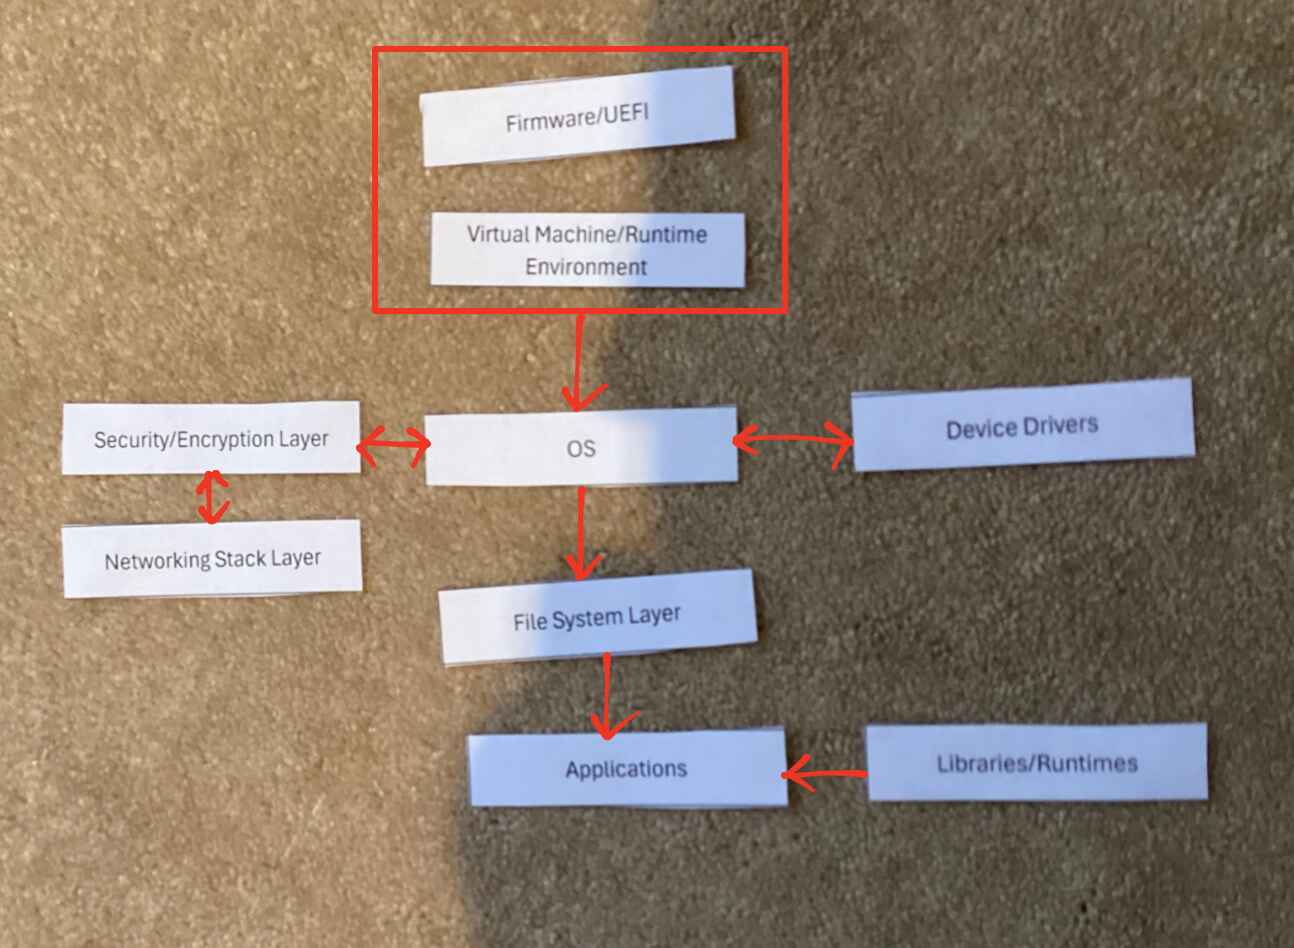 Firmware/UEFI
Virtual Machine/Runtime
Environment
Security/Encryption Layer
OS
Device Drivers
Networking Stack Layer
File System Layer
Applications
Libraries/Runtimes